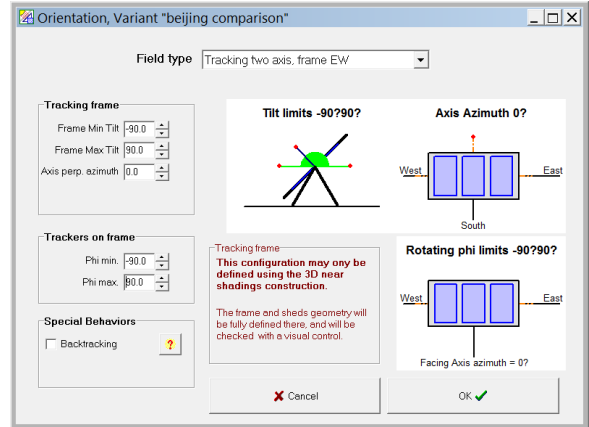 Orientation, Variant "beijing comparison"
Field type Tracking two axis, frame EW
Tracking frame
Frame Min Tilt -90.0
Frame Max Tilt 90.0
Axis perp. azimuth 0.0
Tilt limits -90?90?
Axis Azimuth 0?
West East
South
Trackers on frame
Phi min. -90.0
Phi max. 90.0
Tracking frame
This configuration may ony be
defined using the 3D near
shadings construction.
The frame and sheds geometry will
be fully defined there, and will be
checked with a visual control.
Rotating phi limits -90?90?
West East
Facing Axis azimuth = 0?
Special Behaviors
Backtracking ?
Cancel
OK